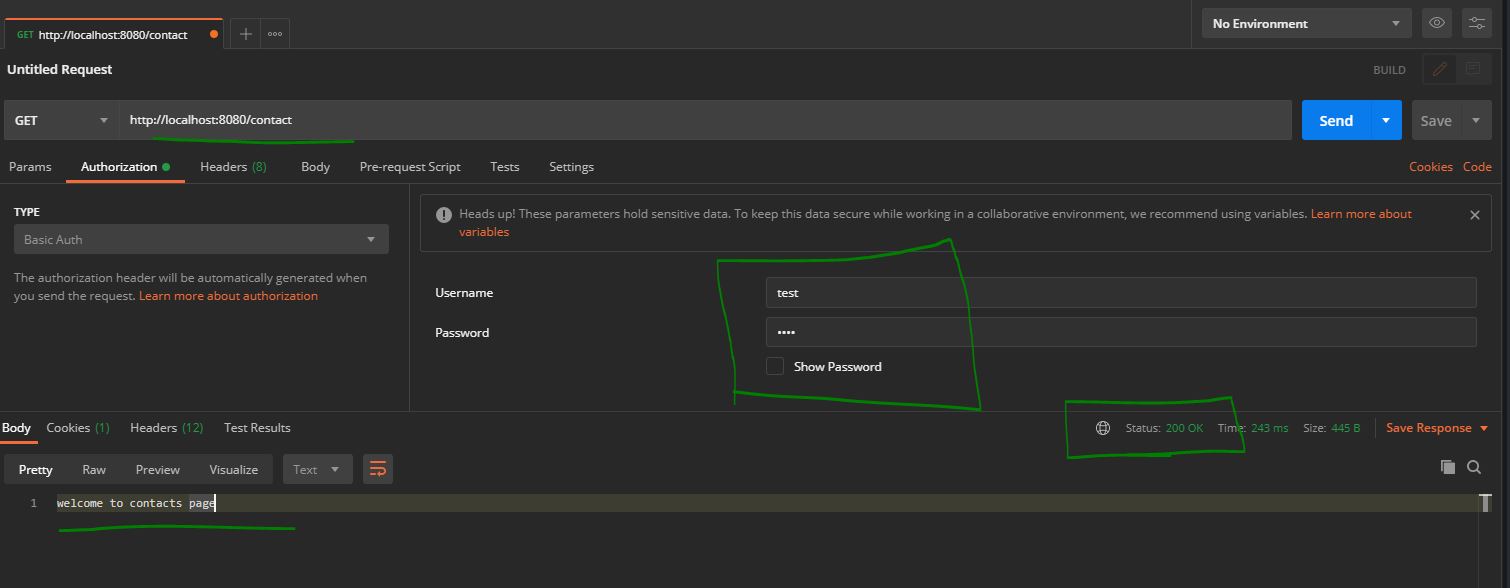 GET http://localhost:8080/contact
No Environment
Untitled Request
BUILD
GET http://localhost:8080/contact Send Save
Params Authorization Headers (8) Body Pre-request Script Tests Settings Cookies Code
TYPE
Basic Auth
The authorization header will be automatically generated when
you send the request. Learn more about authorization
Heads up! These parameters hold sensitive data. To keep this data secure while working in a collaborative environment, we recommend using variables. Learn more about
variables
Username test
Password ••••
Show Password
Body Cookies (1) Headers (12) Test Results Status: 200 OK Time: 243 ms Size: 445 B Save Response
Pretty Raw Preview Visualize Text
1 welcome to contacts page